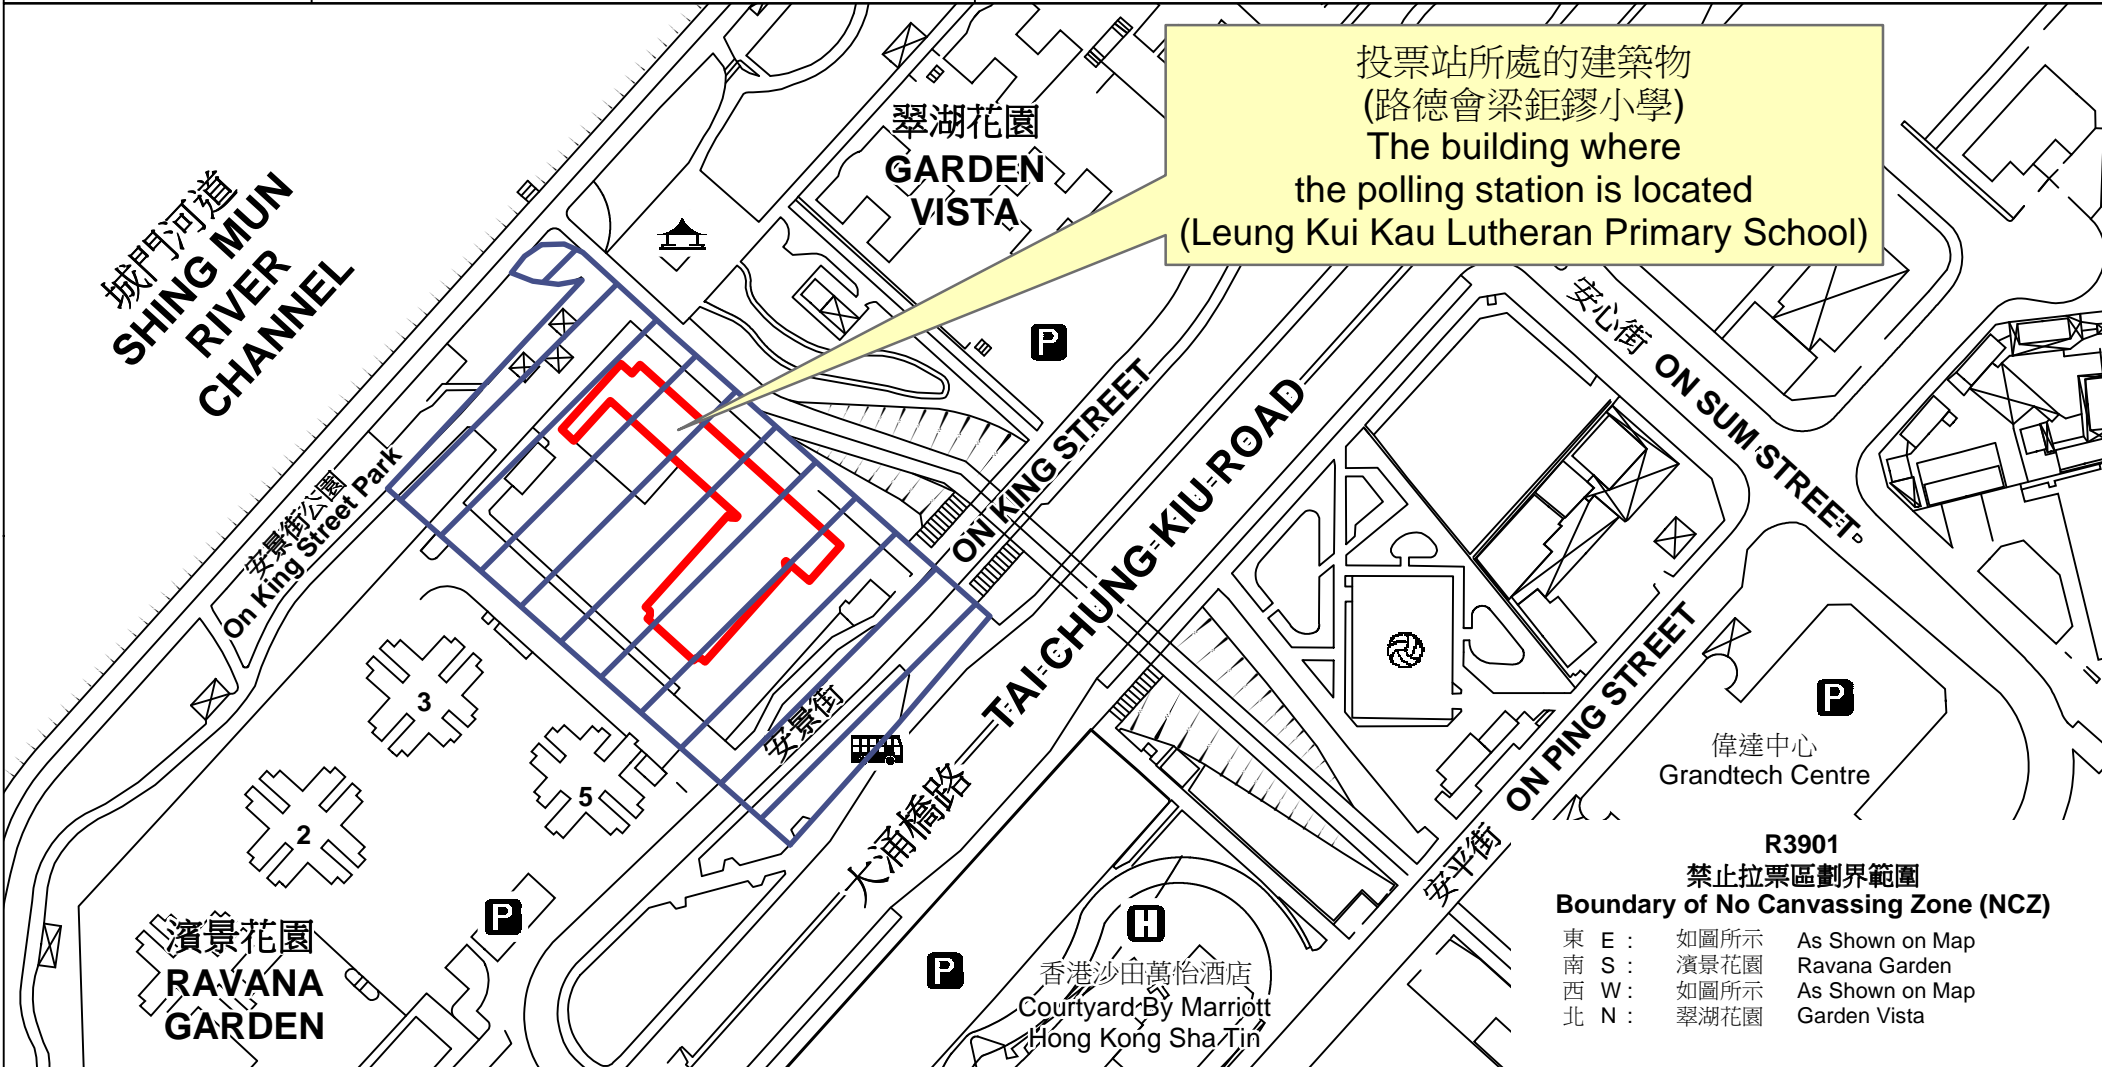 投票站所處的建築物
(路德會梁鉅鏐小學)
The building where
the polling station is located
(Leung Kui Kau Lutheran Primary School)
翠湖花園
GARDEN
VISTA
城門河道
SHING MUN
RIVER
CHANNEL
P
安心街 ON SUM STREET
ON KING STREET
TAI CHUNG KIU ROAD
大涌橋路
安景街公園
On King Street Park
安景街
3
5
2
P
濱景花園
RAVANA
GARDEN
P
H
香港沙田萬怡酒店
Courtyard By Marriott
Hong Kong Sha Tin
安平街 ON PING STREET
P
偉達中心
Grandtech Centre
R3901
禁止拉票區劃界範圍
Boundary of No Canvassing Zone (NCZ)
東 E : 如圖所示 As Shown on Map
南 S : 濱景花園 Ravana Garden
西 W : 如圖所示 As Shown on Map
北 N : 翠湖花園 Garden Vista